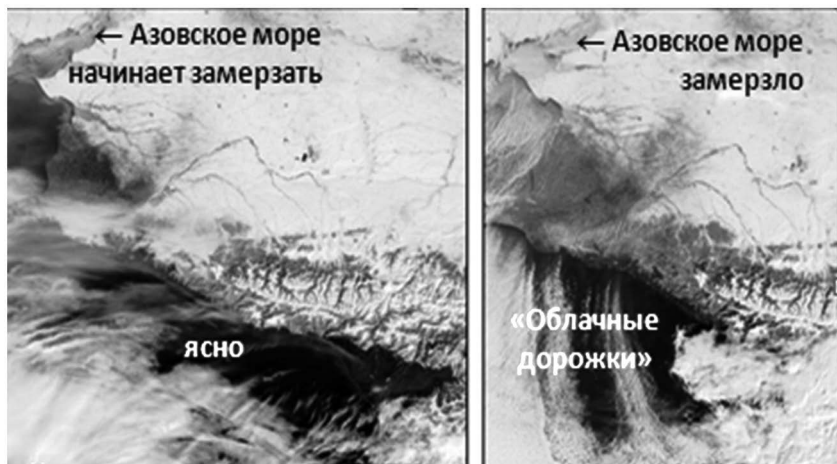 ← Азовское море
начинает замерзать
ясно
← Азовское море
замерзло
«Облачные
дорожки»